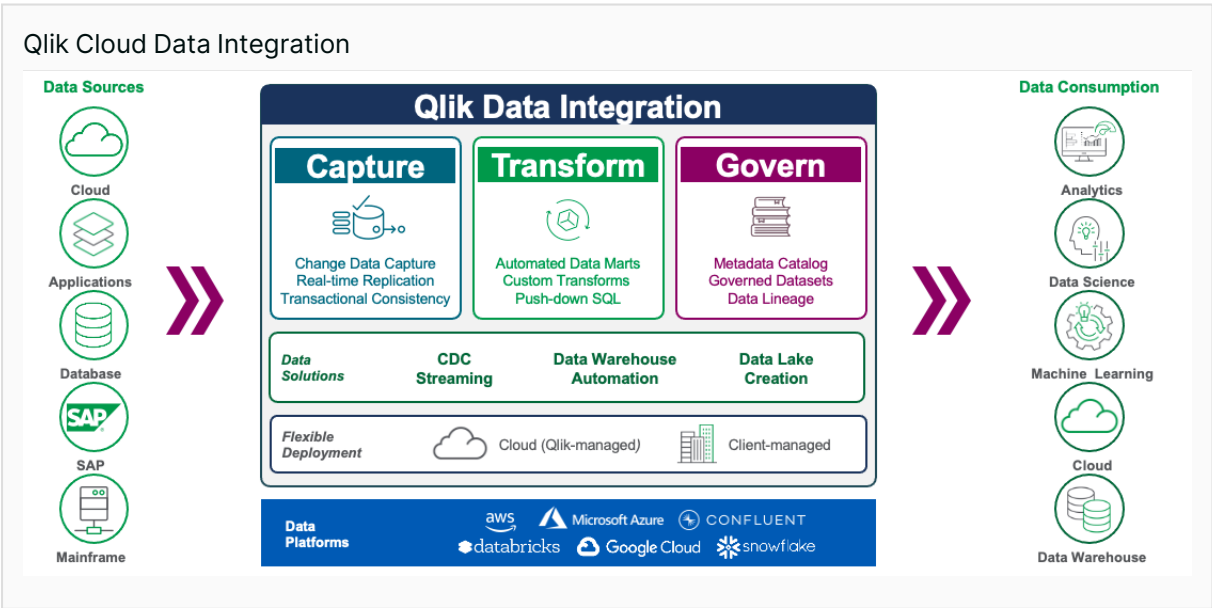 Qlik Cloud Data Integration
Data Sources
Cloud
Applications
Database
SAP
SAP
Mainframe
Qlik Data Integration
Capture
Change Data Capture
Real-time Replication
Transactional Consistency
Transform
Automated Data Marts
Custom Transforms
Push-down SQL
Govern
Metadata Catalog
Governed Datasets
Data Lineage
Data
Solutions
CDC
Streaming
Data Warehouse
Automation
Data Lake
Creation
Flexible
Deployment
Cloud (Qlik-managed)
Client-managed
Data
Platforms
aws
Microsoft Azure
CONFLUENT
databricks
Google Cloud
snowflake
Data Consumption
Analytics
Data Science
Machine Learning
Cloud
Data Warehouse